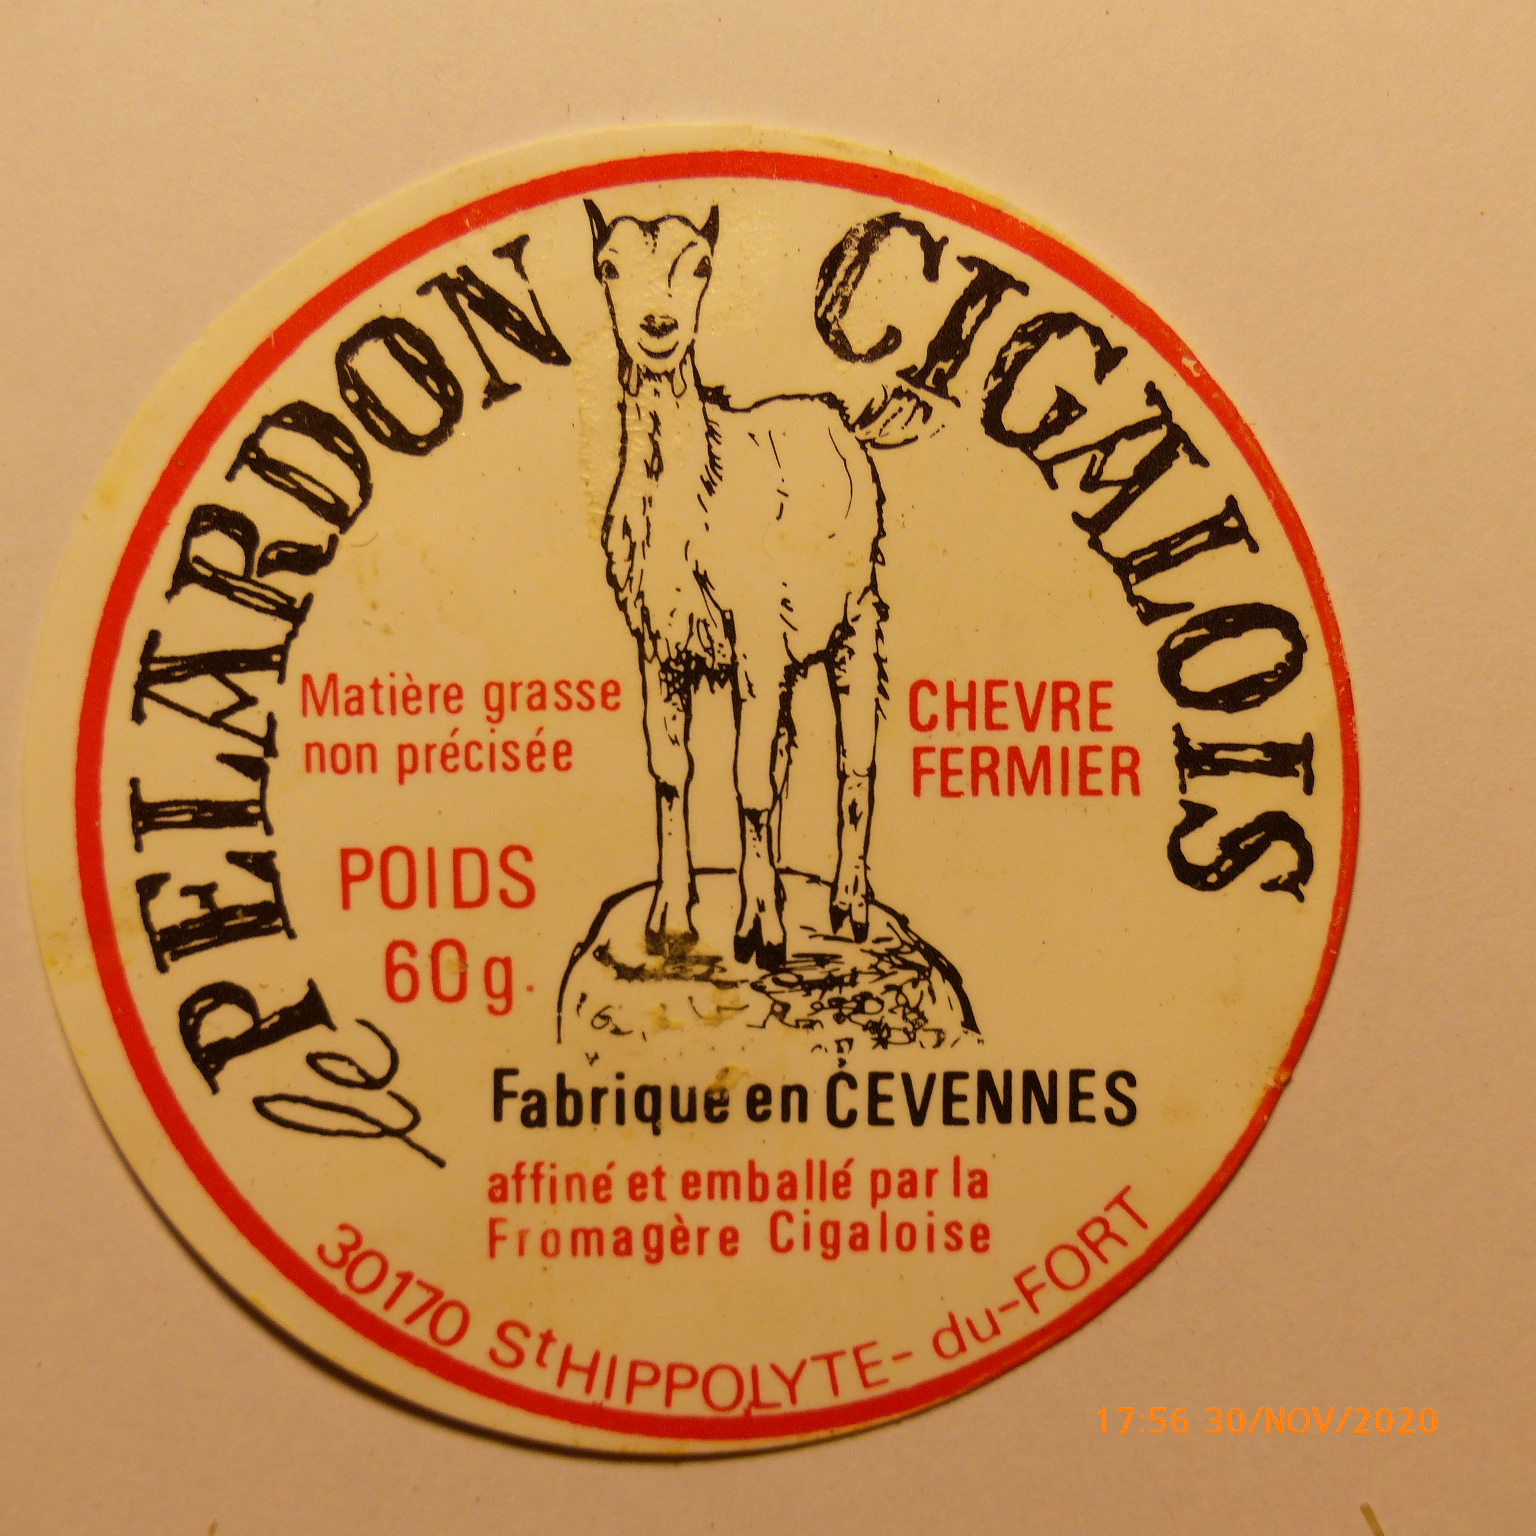 le PELARDON CIGALOIS
Matière grasse
non précisée
CHEVRE
FERMIER
POIDS
60g.
Fabrique en CEVENNES
affiné et emballé par la
Fromagère Cigaloise
30170 St HIPPOLYTE-du-FORT
17:56 30/NOV/2020